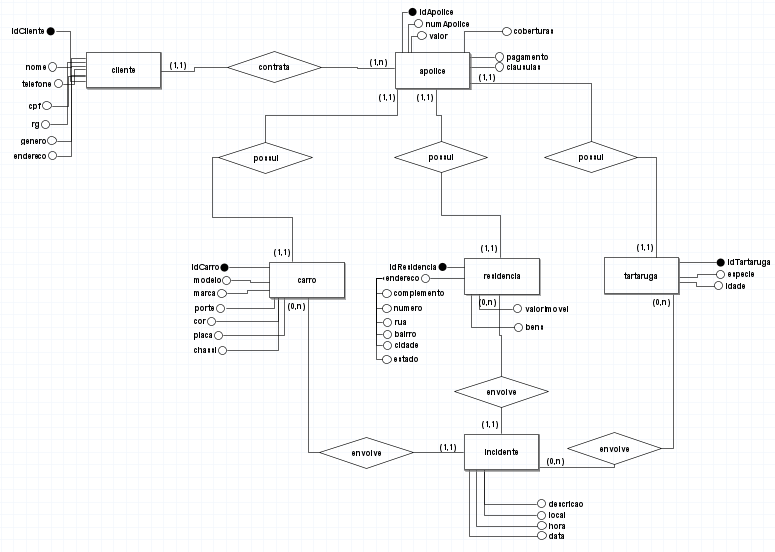 idCliente
nome
telefone
cpf
rg
genero
endereco
cliente
(1,1)
contrata
(1,n)
idApolice
numApolice
valor
coberturas
pagamento
clausulas
apolice
(1,1)
(1,1)
(1,1)
possui
possui
possui
(1,1)
(1,1)
(1,1)
idCarro
modelo
marca
porte
cor
placa
chassi
carro
(0,n)
idResidencia
endereco
complemento
numero
rua
bairro
cidade
estado
residencia
(0,n)
valorImovel
bens
tartaruga
idTartaruga
especie
idade
(0,n)
envolve
(1,1)
envolve
(1,1)
incidente
envolve
(0,n)
descricao
local
hora
data